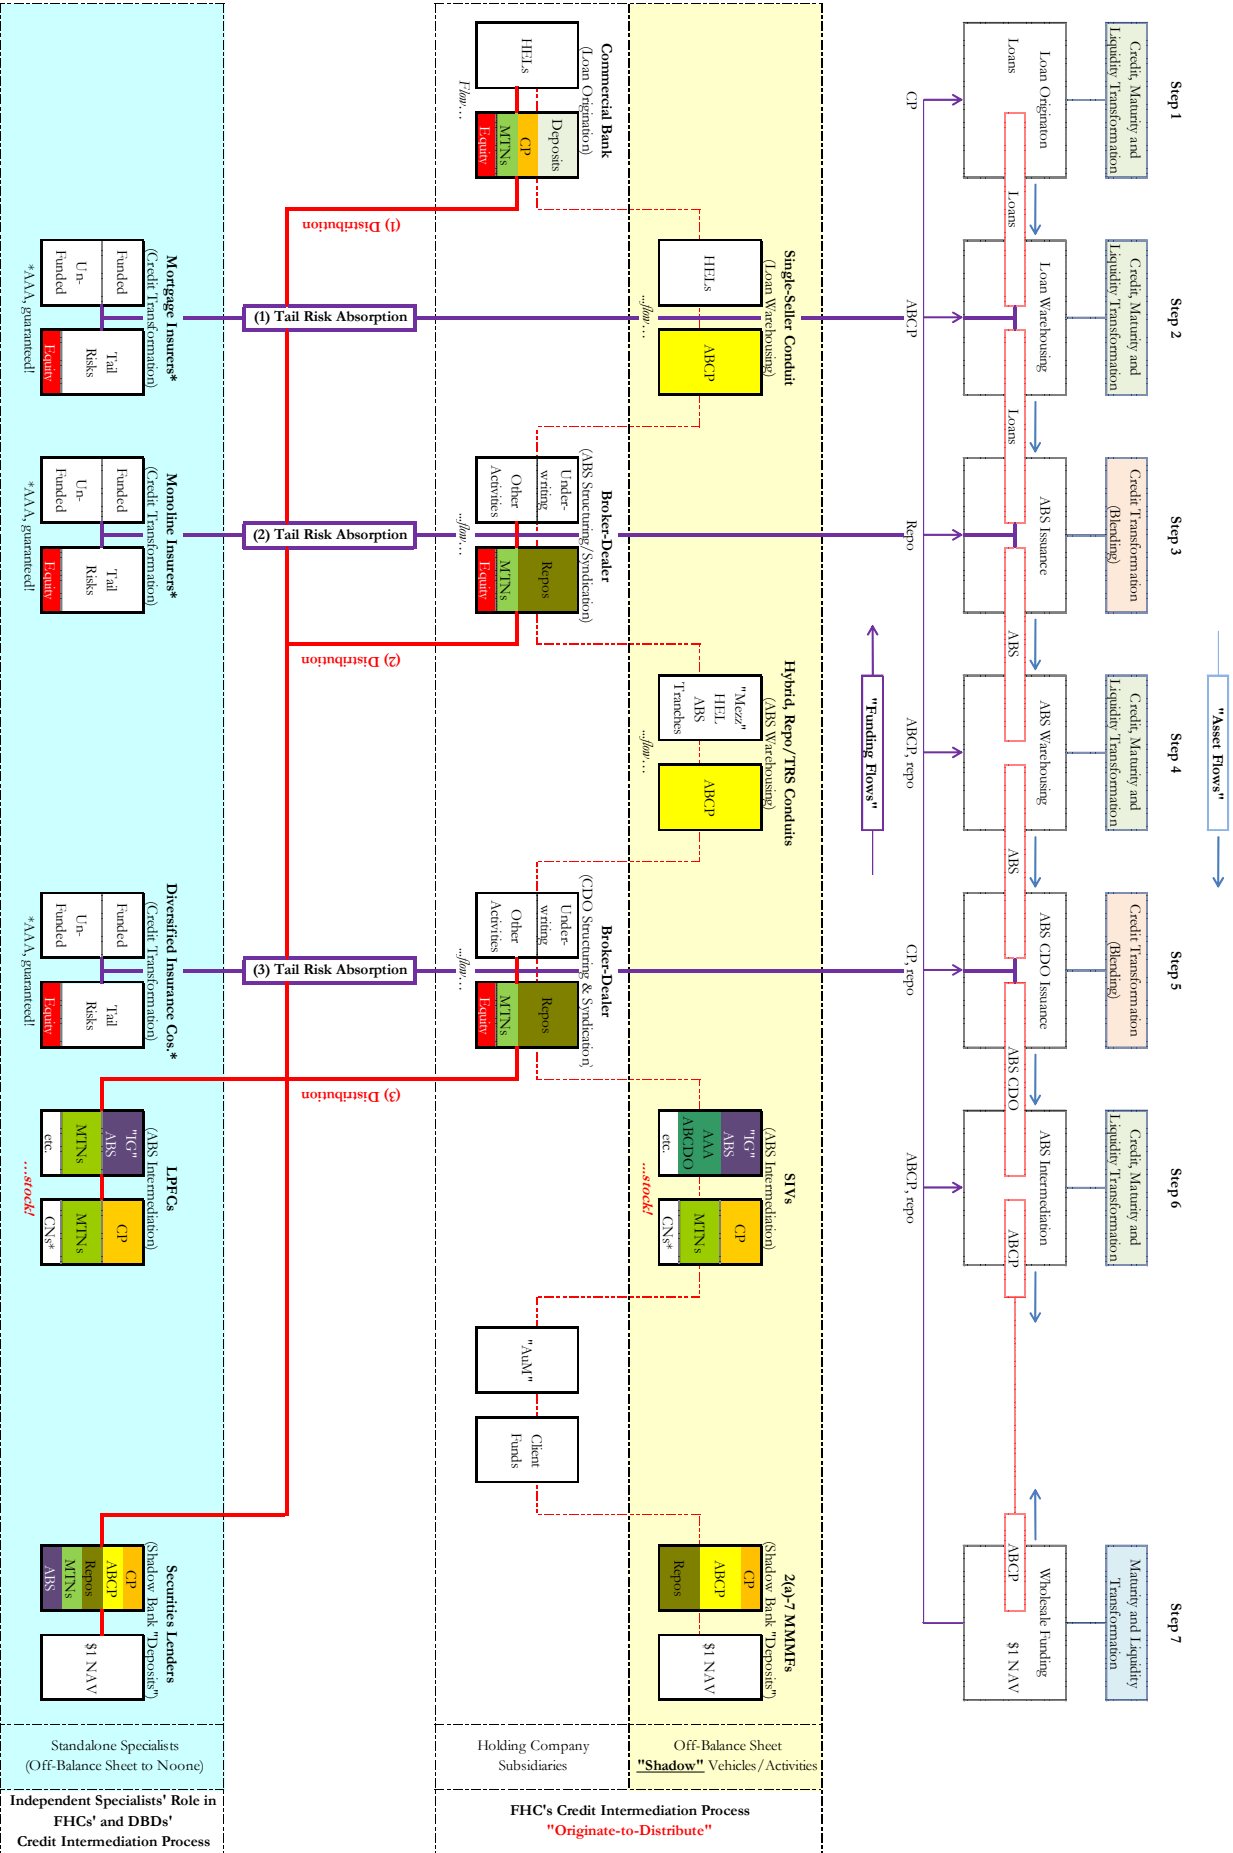 Step 1
Step 2
Step 3
Step 4
Step 5
Step 6
Step 7
"Asset Flows"
Credit, Maturity and
Liquidity Transformation
Credit, Maturity and
Liquidity Transformation
Credit Transformation
(Blending)
Credit, Maturity and
Liquidity Transformation
Credit Transformation
(Blending)
Credit, Maturity and
Liquidity Transformation
Maturity and Liquidity
Transformation
Loan Originaton
Loans
Loans
Loan Warehousing
Loans
ABS Issuance
ABS
ABS Warehousing
ABS
ABS CDO Issuance
ABS CDO
ABS Intermediation
ABCP
ABCP
Wholesale Funding
$1 NAV
CP
ABCP
Repo
ABCP, repo
CP, repo
ABCP, repo
"Funding Flows"
Single-Seller Conduit
(Loan Warehousing)
HELs
ABCP
...flow…
Hybrid, Repo/TRS Conduits
(ABS Warehousing)
"Mezz"
HEL
ABS
Tranches
ABCP
...flow…
SIVs
(ABS Intermediation)
"IG"
ABS
AAA
ABCDO
etc.
CP
MTNs
CNs*
...stock!
2(a)-7 MMMFs
(Shadow Bank "Deposits")
CP
ABCP
Repos
$1 NAV
Off-Balance Sheet
"Shadow" Vehicles/Activities
Commercial Bank
(Loan Origination)
HELs
Deposits
CP
MTNs
Equity
Flow…
Broker-Dealer
(ABS Structuring/Syndication)
Under-
writing
Other
Activities
Repos
MTNs
Equity
...flow…
Broker-Dealer
(CDO Structuring & Syndication)
Under-
writing
Other
Activities
Repos
MTNs
Equity
...flow…
"AuM"
Client
Funds
Holding Company
Subsidiaries
FHC's Credit Intermediation Process
"Originate-to-Distribute"
(1) Distribution
(2) Distribution
(3) Distribution
(1) Tail Risk Absorption
(2) Tail Risk Absorption
(3) Tail Risk Absorption
Mortgage Insurers*
(Credit Transformation)
Funded
Un-
Funded
Tail
Risks
Equity
*AAA, guaranteed!
Monoline Insurers*
(Credit Transformation)
Funded
Un-
Funded
Tail
Risks
Equity
*AAA, guaranteed!
Diversified Insurance Cos.*
(Credit Transformation)
Funded
Un-
Funded
Tail
Risks
Equity
*AAA, guaranteed!
LPFCs
(ABS Intermediation)
"IG"
ABS
MTNs
etc.
CP
MTNs
CNs*
...stock!
Securities Lenders
(Shadow Bank "Deposits")
CP
ABCP
Repos
MTNs
ABS
$1 NAV
Standalone Specialists
(Off-Balance Sheet to Noone)
Independent Specialists' Role in
FHCs' and DBDs'
Credit Intermediation Process